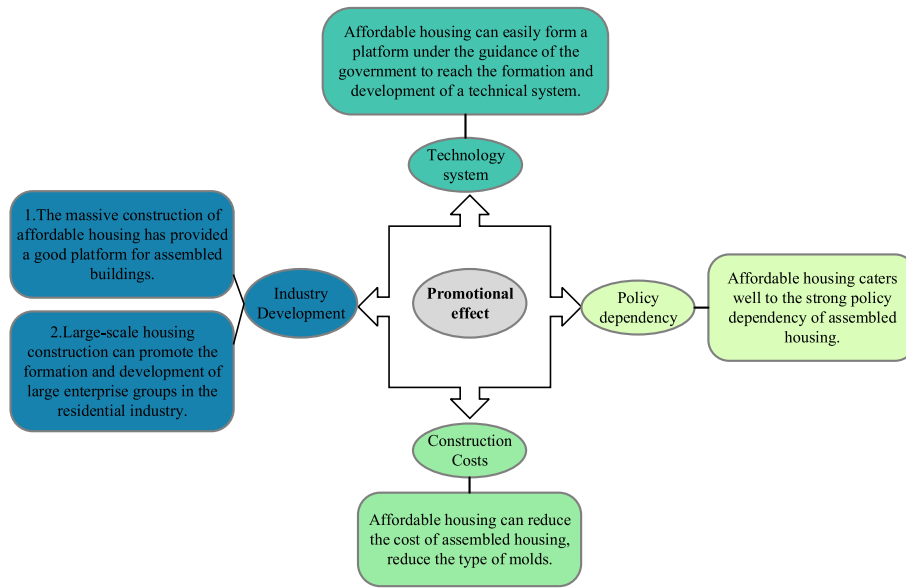 Affordable housing can easily form a
platform under the guidance of the
government to reach the formation and
development of a technical system.
Technology
system
1.The massive construction of
affordable housing has provided
a good platform for assembled
buildings.
2.Large-scale housing
construction can promote the
formation and development of
large enterprise groups in the
residential industry.
Industry
Development
Promotional
effect
Policy
dependency
Affordable housing caters
well to the strong policy
dependency of assembled
housing.
Construction
Costs
Affordable housing can reduce
the cost of assembled housing,
reduce the type of molds.